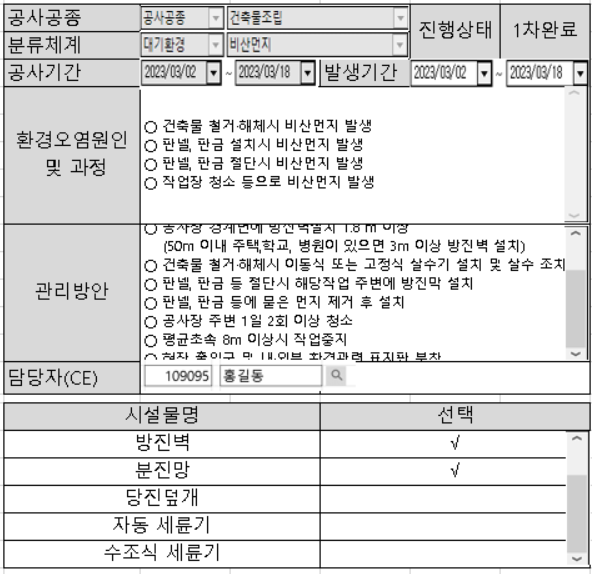 공사공종 공사공종 건축물조립 진행상태 1차완료
분류체계 대기환경 비산먼지
공사기간 2023/03/02 ~ 2023/03/18 발생기간 2023/03/02 ~ 2023/03/18
환경오염원인
및 과정
○ 건축물 철거·해체시 비산먼지 발생
○ 판넬, 판금 설치시 비산먼지 발생
○ 판넬, 판금 절단시 비산먼지 발생
○ 작업장 청소 등으로 비산먼지 발생
관리방안
○ 공사장 경계면에 방진벽설치 1.8 m 이상
(50m 이내 주택,학교, 병원이 있으면 3m 이상 방진벽 설치)
○ 건축물 철거·해체시 이동식 또는 고정식 살수기 설치 및 살수 조치
○ 판넬, 판금 등 절단시 해당작업 주변에 방진막 설치
○ 판넬, 판금 등에 묻은 먼지 제거 후 설치
○ 공사장 주변 1일 2회 이상 청소
○ 평균초속 8m 이상시 작업중지
○ 현장 출입구 및 내·외부 환경관련 표지판 부착
담당자(CE) 109095 홍길동
시설물명 선택
방진벽 √
분진망 √
당진덮개
자동 세륜기
수조식 세륜기